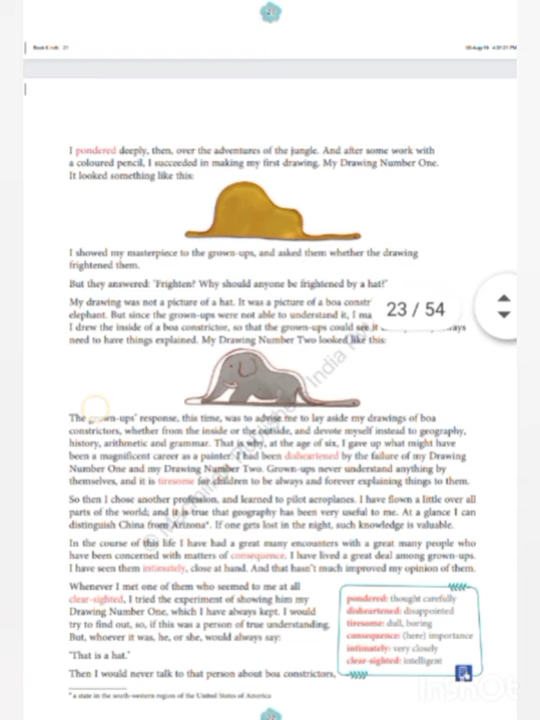 I pondered deeply, then, over the adventures of the jungle. And after some work with
a coloured pencil, I succeeded in making my first drawing. My Drawing Number One.
It looked something like this:
I showed my masterpiece to the grown-ups, and asked them whether the drawing
frightened them.
But they answered: 'Frighten? Why should anyone be frightened by a hat?'
My drawing was not a picture of a hat. It was a picture of a boa constr
elephant. But since the grown-ups were not able to understand it, I ma
23 / 54
I drew the inside of a boa constrictor, so that the grown-ups could see it
need to have things explained. My Drawing Number Two looked like this:
The grown-ups' response, this time, was to advise me to lay aside my drawings of boa
constrictors, whether from the inside or the outside, and devote myself instead to geography,
history, arithmetic and grammar. That is why, at the age of six, I gave up what might have
been a magnificent career as a painter. I had been disheartened by the failure of my Drawing
Number One and my Drawing Number Two. Grown-ups never understand anything by
themselves, and it is tiresome for children to be always and forever explaining things to them.
So then I chose another profession, and learned to pilot aeroplanes. I have flown a little over all
parts of the world; and it is true that geography has been very useful to me. At a glance I can
distinguish China from Arizona*. If one gets lost in the night, such knowledge is valuable.
In the course of this life I have had a great many encounters with a great many people who
have been concerned with matters of consequence. I have lived a great deal among grown-ups.
I have seen them intimately, close at hand. And that hasn't much improved my opinion of them.
Whenever I met one of them who seemed to me at all
clear-sighted, I tried the experiment of showing him my
Drawing Number One, which I have always kept. I would
try to find out, so, if this was a person of true understanding.
But, whoever it was, he, or she, would always say:
'That is a hat.'
Then I would never talk to that person about boa constrictors,
pondered: thought carefully
disheartened: disappointed
tiresome: dull, boring
consequence: (here) importance
intimately: very closely
clear-sighted: intelligent
* a state in the south-western region of the United States of America
InShOt